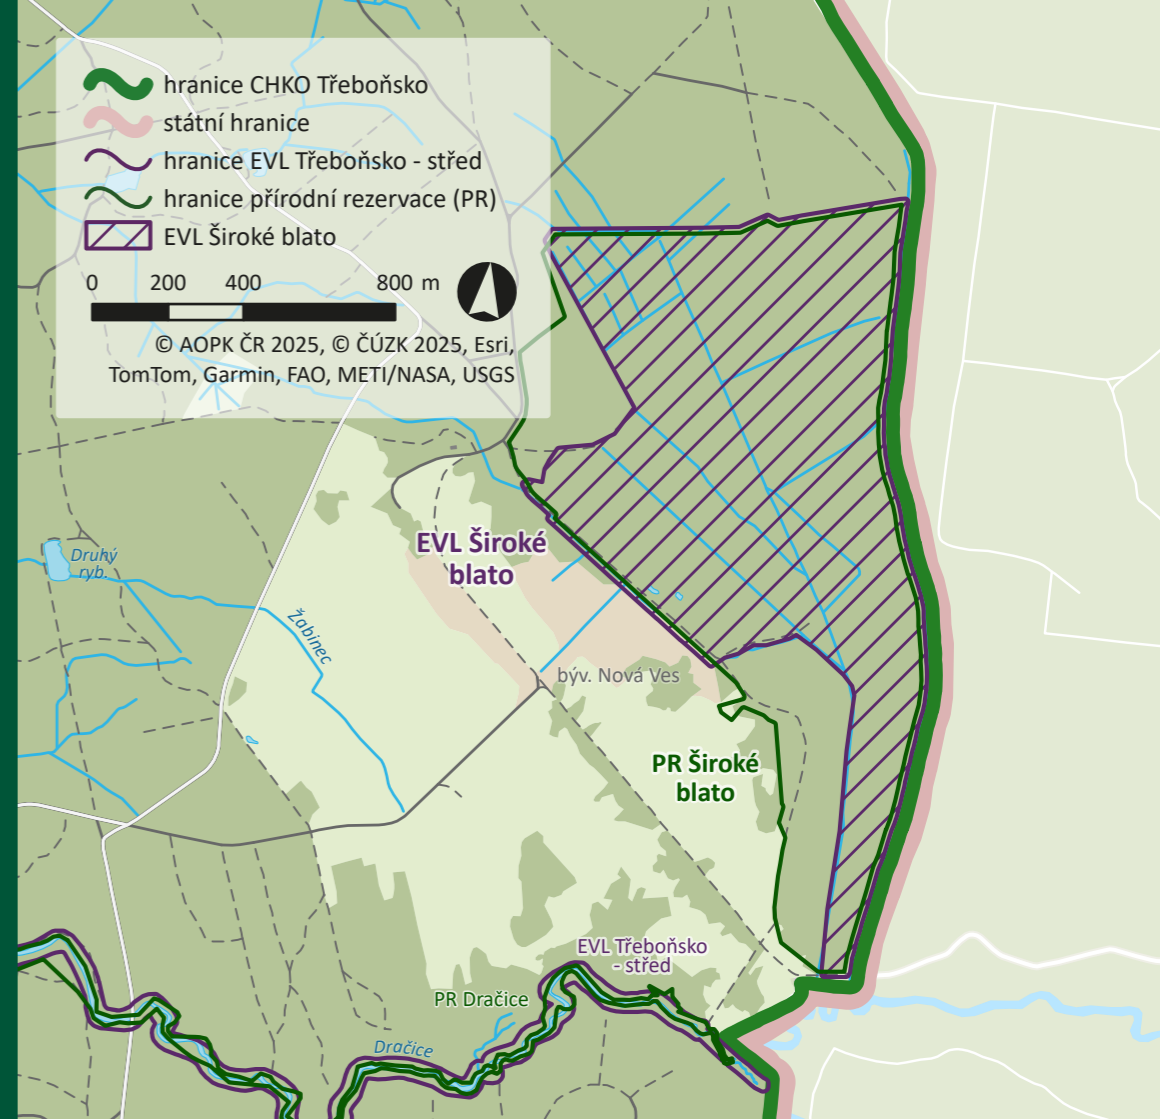 hranice CHKO Třeboňsko
státní hranice
hranice EVL Třeboňsko - střed
hranice přírodní rezervace (PR)
EVL Široké blato
0 200 400 800 m
© AOPK ČR 2025, © ČÚZK 2025, Esri,
TomTom, Garmin, FAO, METI/NASA, USGS
EVL Široké
blato
Druhý
ryb.
Žabinec
býv. Nová Ves
PR Široké
blato
EVL Třeboňsko
- střed
PR Dračice
Dračice